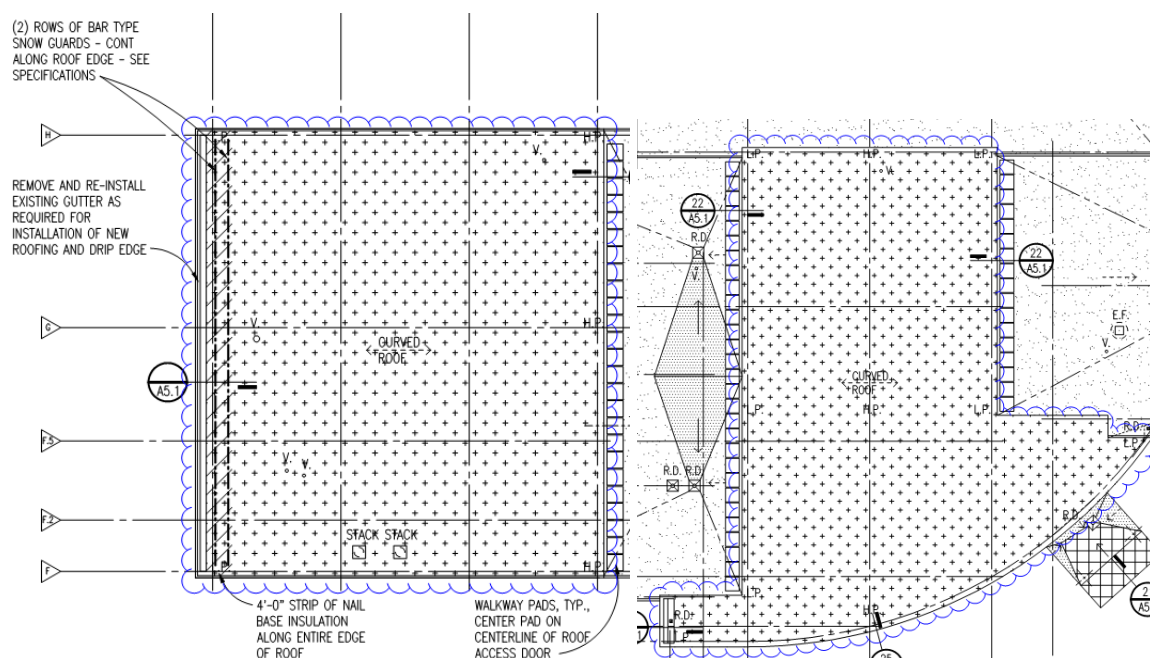 (2) ROWS OF BAR TYPE
SNOW GUARDS - CONT
ALONG ROOF EDGE - SEE
SPECIFICATIONS
H
H.P.
V.
REMOVE AND RE-INSTALL
EXISTING GUTTER AS
REQUIRED FOR
INSTALLATION OF NEW
ROOFING AND DRIP EDGE
G
V.
H.P.
CURVED
ROOF
A5.1
F.5
V. V.
F.2
STACK STACK
F
H.P.
4'-0" STRIP OF NAIL
BASE INSULATION
ALONG ENTIRE EDGE
OF ROOF
WALKWAY PADS, TYP.,
CENTER PAD ON
CENTERLINE OF ROOF
ACCESS DOOR
L.P. H.P. L.P.
V.
22
A5.1
R.D.
V.
22
A5.1
E.F.
V.
CURVED
ROOF
L.P. H.P. L.P.
R.D.
L.P.
R.D. R.D.
R.D.
L.P.
R.D.
L.P.
H.P.
25